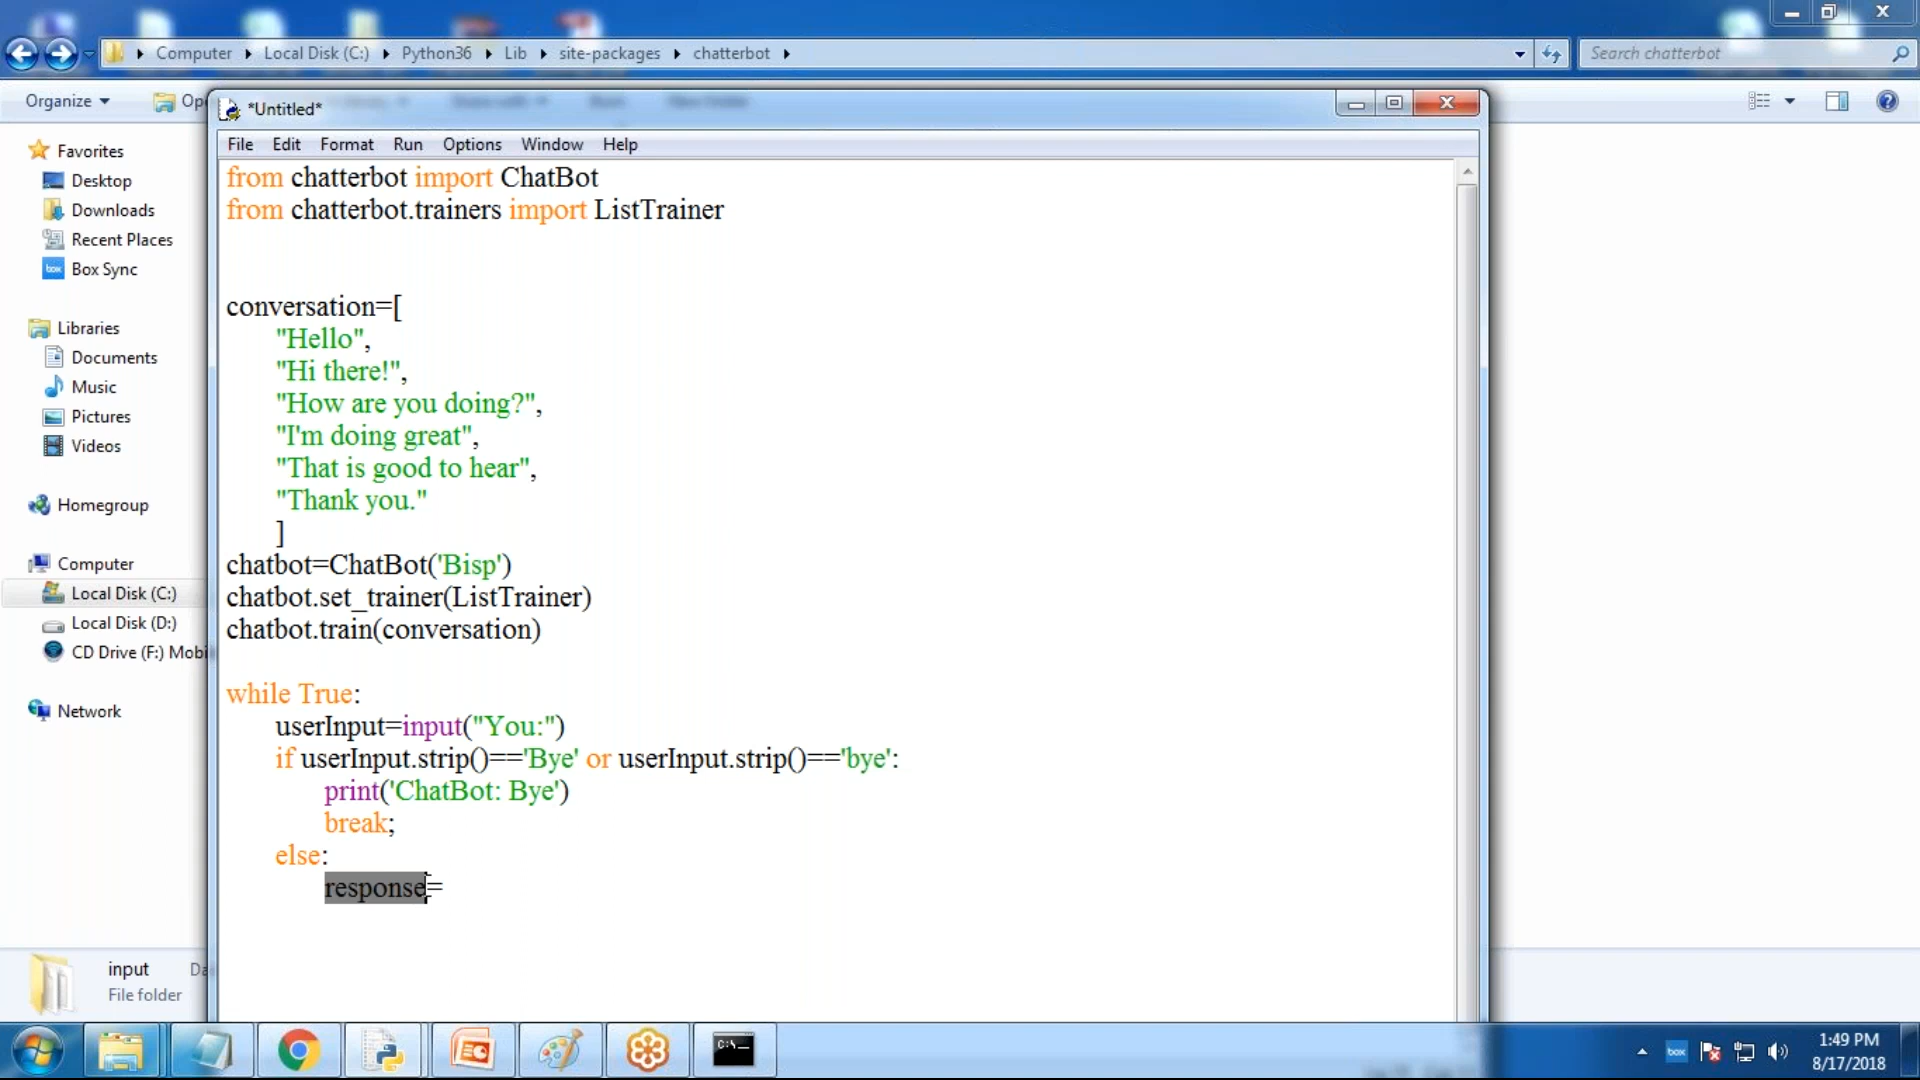 Computer Local Disk (C:) Python36 Lib site-packages chatterbot
Search chatterbot
Organize Op
*Untitled*
File Edit Format Run Options Window Help
Favorites
Desktop
Downloads
Recent Places
box Box Sync
Libraries
Documents
Music
Pictures
Videos
Homegroup
Computer
Local Disk (C:)
Local Disk (D:)
CD Drive (F:) Mobi
Network
from chatterbot import ChatBot
from chatterbot.trainers import ListTrainer
conversation=[
"Hello",
"Hi there!",
"How are you doing?",
"I'm doing great",
"That is good to hear",
"Thank you."
]
chatbot=ChatBot('Bisp')
chatbot.set_trainer(ListTrainer)
chatbot.train(conversation)
while True:
userInput=input("You:")
if userInput.strip()=='Bye' or userInput.strip()=='bye':
print('ChatBot: Bye')
break;
else:
response=
input Da
File folder
C:\_
box
1:49 PM
8/17/2018